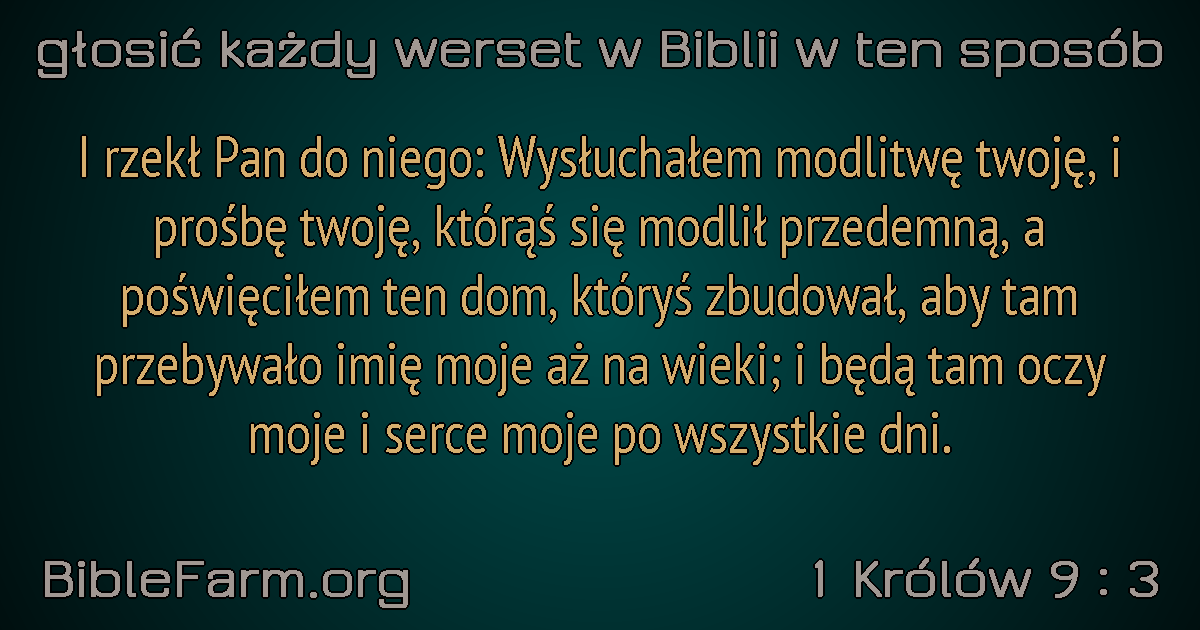 głosić każdy werset w Biblii w ten sposób
I rzekł Pan do niego: Wysłuchałem modlitwę twoję, i
prośbę twoję, którąś się modlił przedemną, a
poświęciłem ten dom, któryś zbudował, aby tam
przebywało imię moje aż na wieki; i będą tam oczy
moje i serce moje po wszystkie dni.
BibleFarm.org
1 Królów 9 : 3